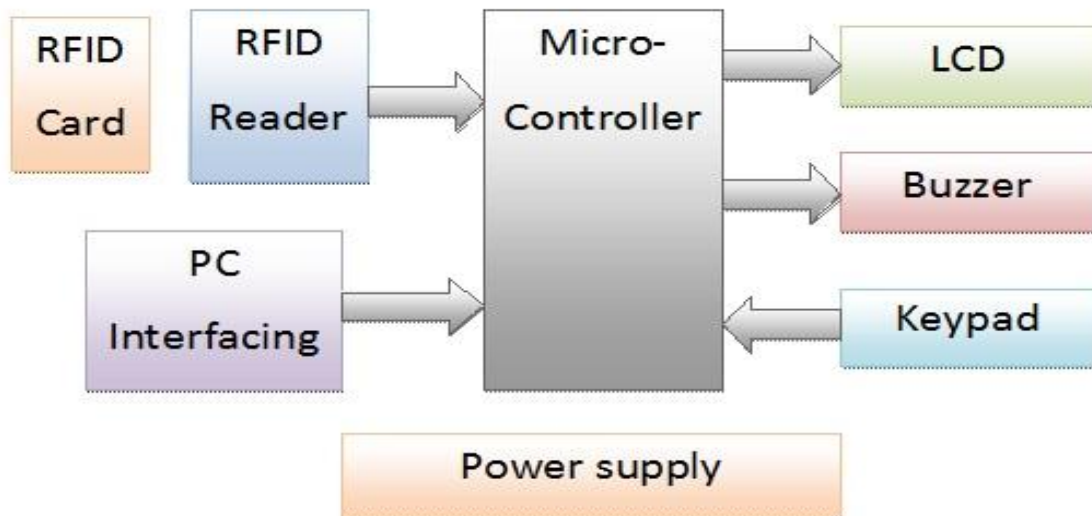 RFID
Card
RFID
Reader
Micro-
Controller
LCD
Buzzer
PC
Interfacing
Keypad
Power supply